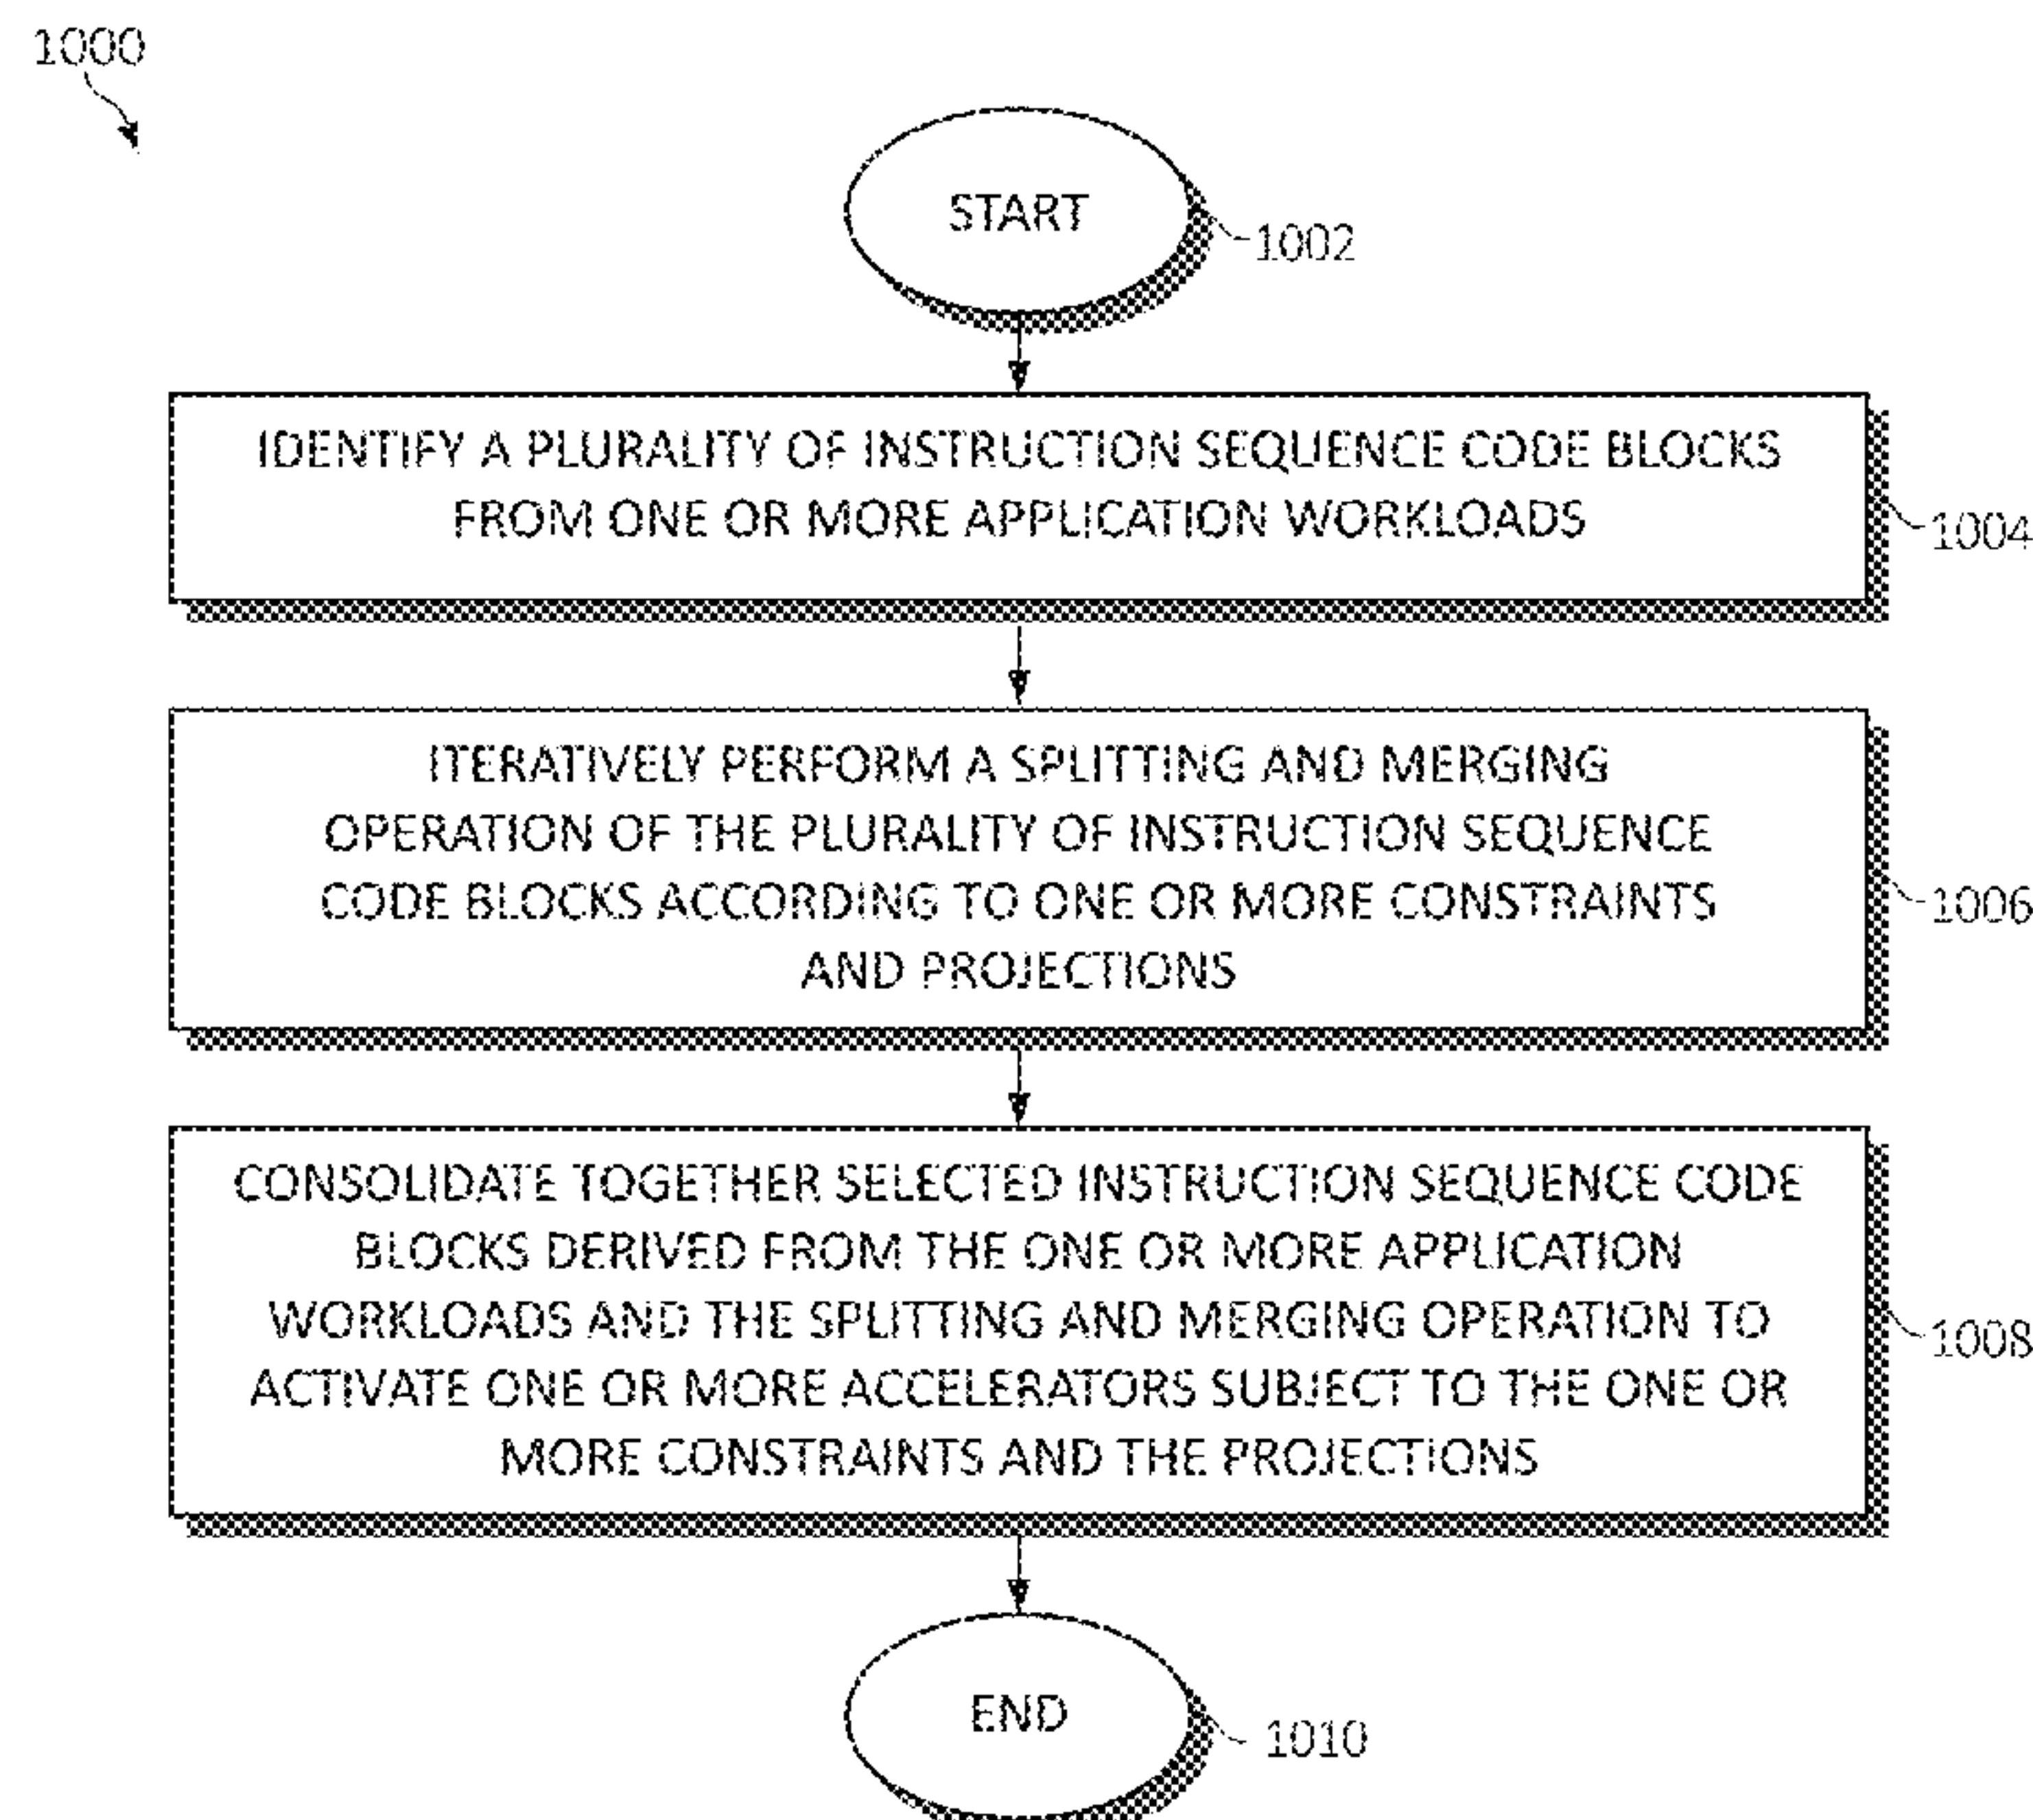 1000
START
1002
IDENTIFY A PLURALITY OF INSTRUCTION SEQUENCE CODE BLOCKS
FROM ONE OR MORE APPLICATION WORKLOADS
1004
ITERATIVELY PERFORM A SPLITTING AND MERGING
OPERATION OF THE PLURALITY OF INSTRUCTION SEQUENCE
CODE BLOCKS ACCORDING TO ONE OR MORE CONSTRAINTS
AND PROJECTIONS
1006
CONSOLIDATE TOGETHER SELECTED INSTRUCTION SEQUENCE CODE
BLOCKS DERIVED FROM THE ONE OR MORE APPLICATION
WORKLOADS AND THE SPLITTING AND MERGING OPERATION TO
ACTIVATE ONE OR MORE ACCELERATORS SUBJECT TO THE ONE OR
MORE CONSTRAINTS AND THE PROJECTIONS
1008
END
1010